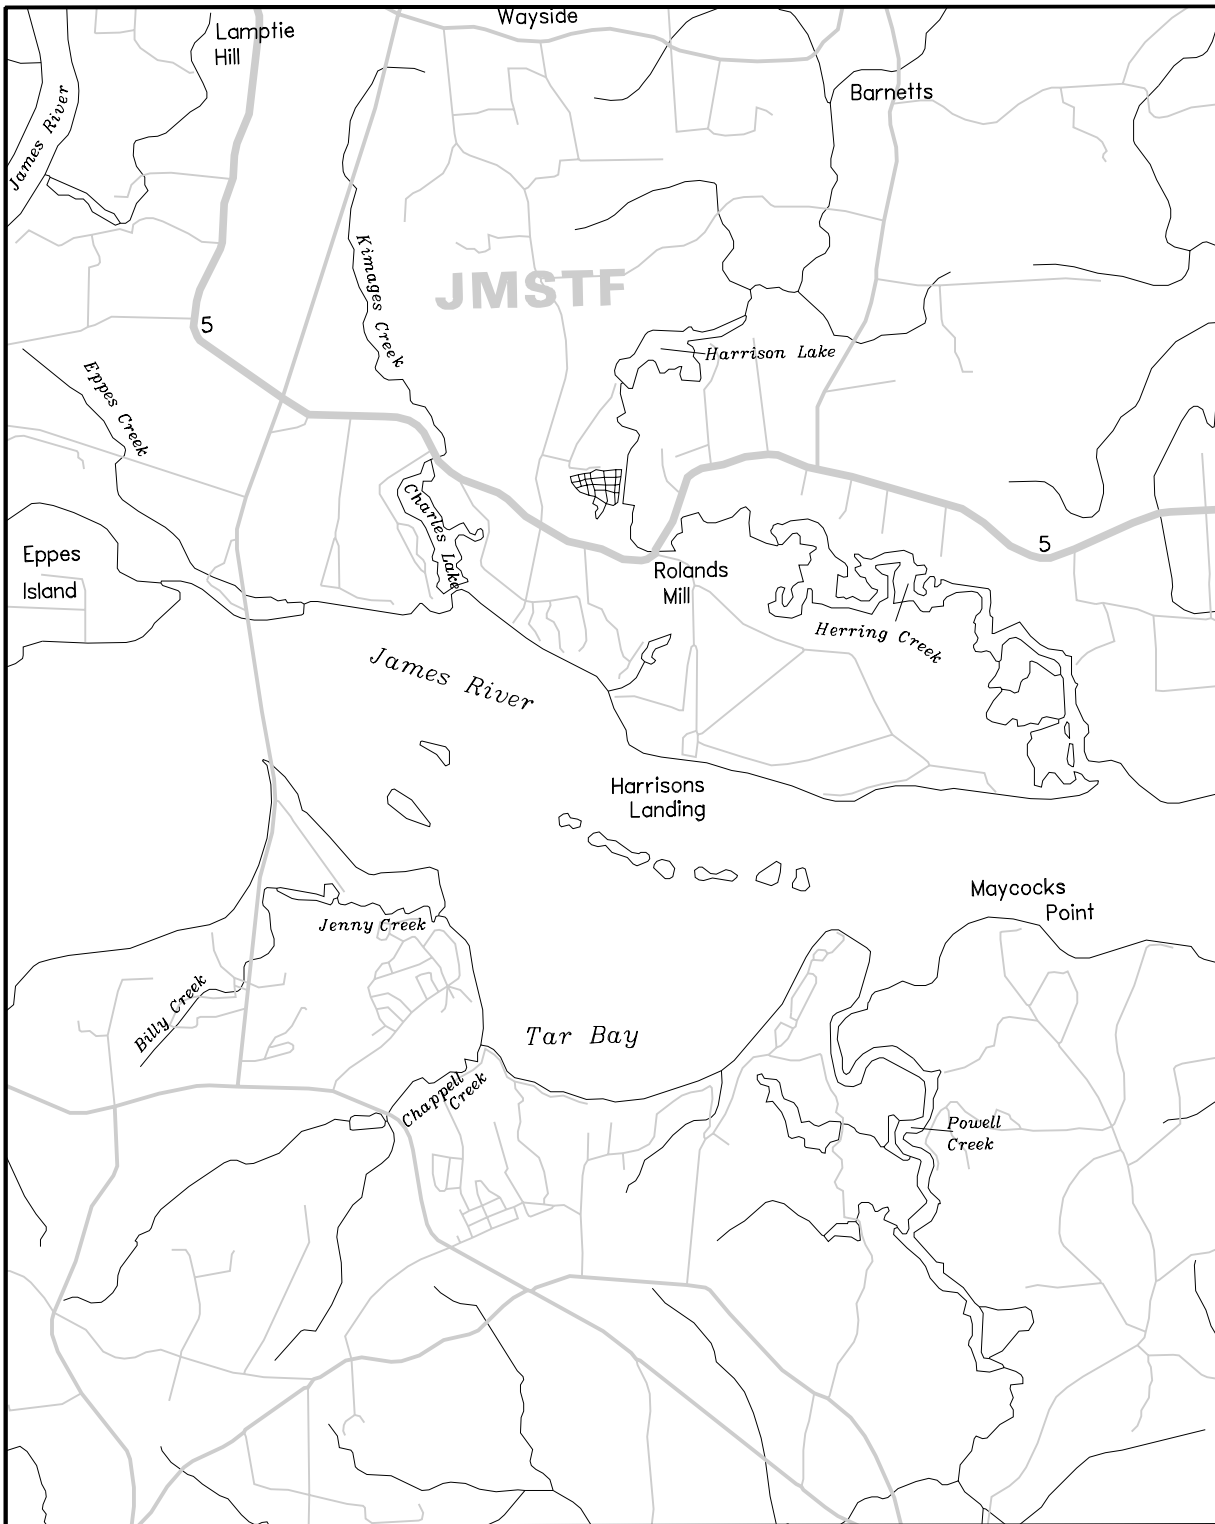 Wayside
Lamptie
Hill
Barnetts
James River
Kimages Creek
JMSTF
5
Harrison Lake
Eppes Creek
Charles Lake
Eppes
Island
5
Rolands
Mill
Herring Creek
James River
Harrisons
Landing
Maycocks
Point
Jenny Creek
Billy Creek
Tar Bay
Chappell
Creek
Powell
Creek